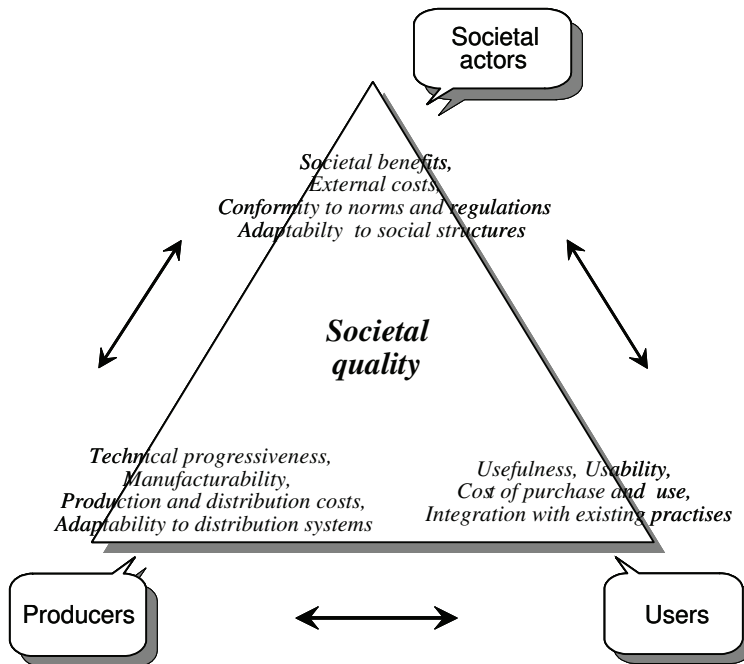 Societal
actors
Societal benefits,
External costs,
Conformity to norms and regulations
Adaptabilty to social structures
Societal
quality
Technical progressiveness,
Manufacturability,
Production and distribution costs,
Adaptability to distribution systems
Usefulness, Usability,
Cost of purchase and use,
Integration with existing practises
Producers
Users